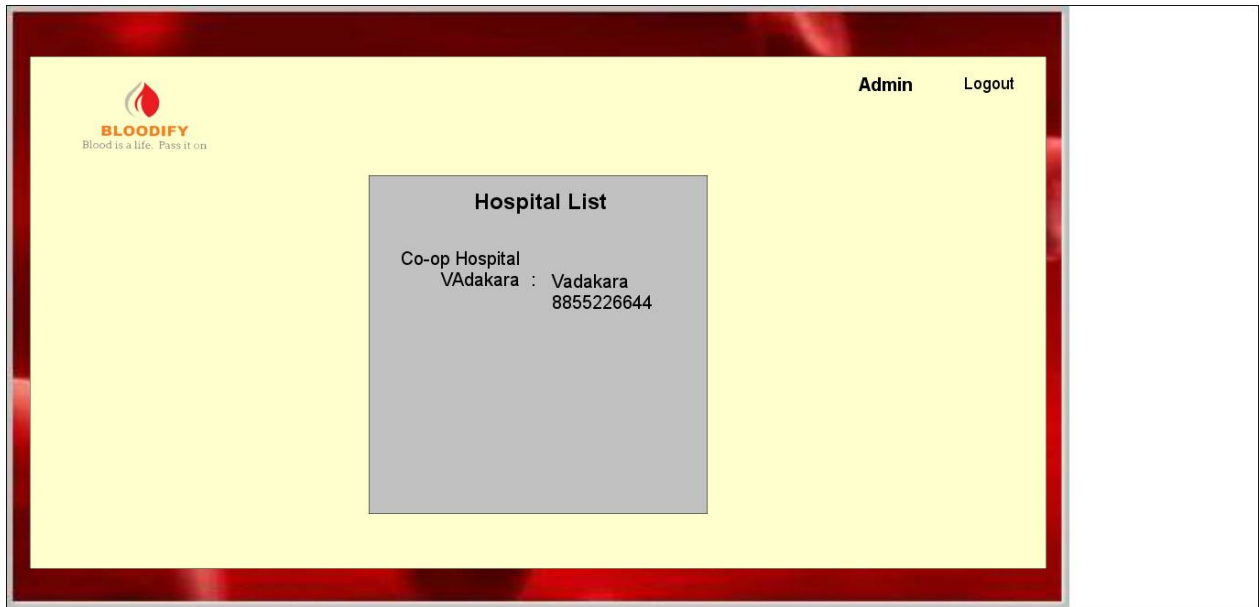 Admin Logout
BLOODIFY
Blood is a life. Pass it on
Hospital List
Co-op Hospital
VAdakara : Vadakara
8855226644